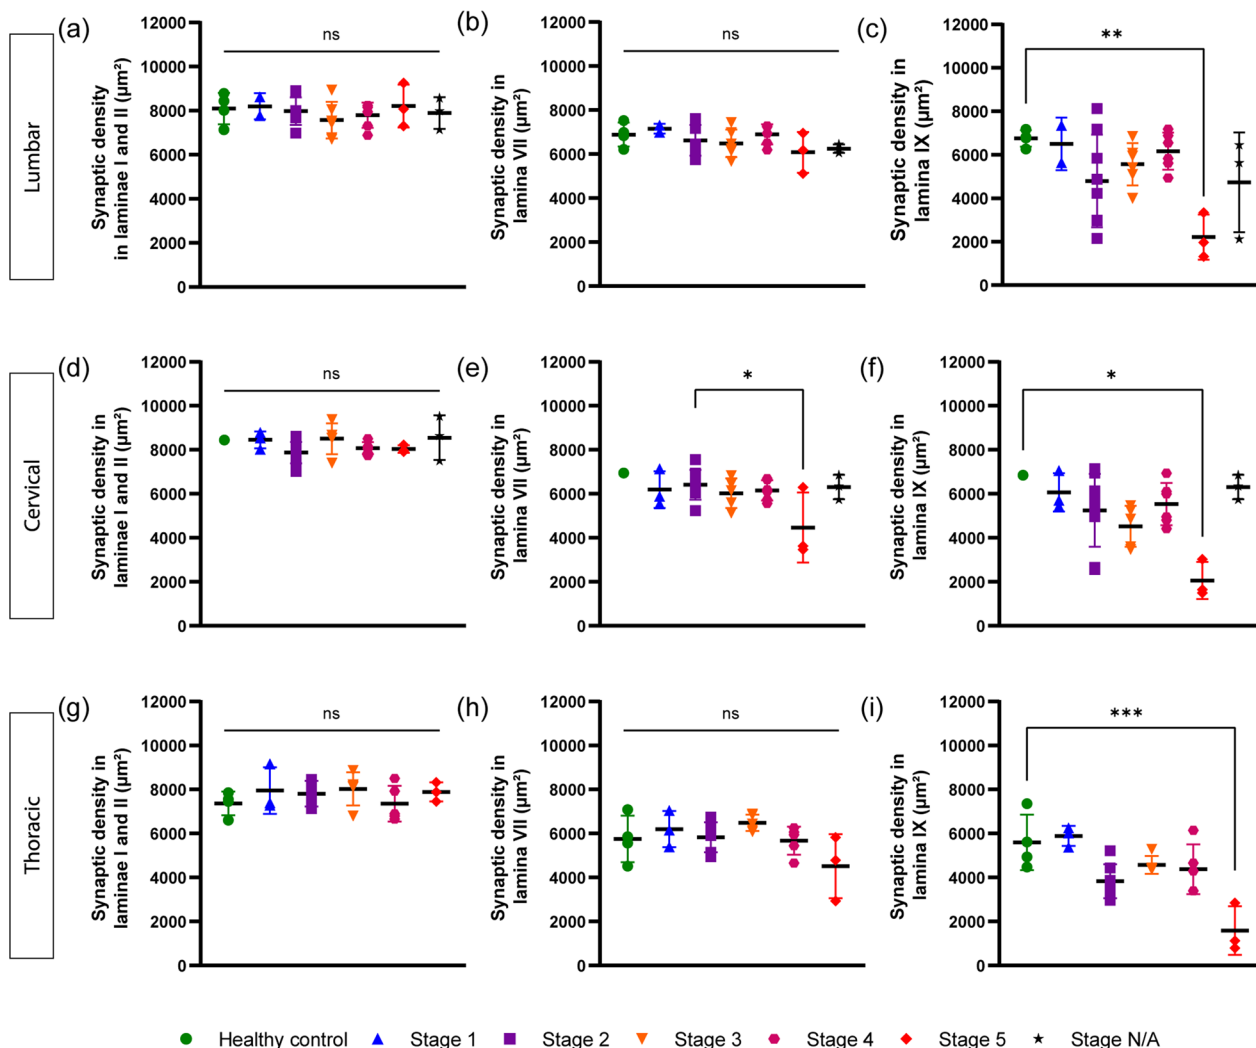 Lumbar
(a)
Synaptic density
in laminae I and II (µm²)
12000
10000
8000
6000
4000
2000
0
ns
(b)
Synaptic density in
lamina VII (µm²)
12000
10000
8000
6000
4000
2000
0
ns
(c)
Synaptic density in
lamina IX (µm²)
12000
10000
8000
6000
4000
2000
0
**
Cervical
(d)
Synaptic density in
laminae I and II (µm²)
12000
10000
8000
6000
4000
2000
0
ns
(e)
Synaptic density in
lamina VII (µm²)
12000
10000
8000
6000
4000
2000
0
*
(f)
Synaptic density in
lamina IX (µm²)
12000
10000
8000
6000
4000
2000
0
*
Thoracic
(g)
Synaptic density in
laminae I and II (µm²)
12000
10000
8000
6000
4000
2000
0
ns
(h)
Synaptic density in
lamina VII (µm²)
12000
10000
8000
6000
4000
2000
0
ns
(i)
Synaptic density in
lamina IX (µm²)
12000
10000
8000
6000
4000
2000
0
***
Healthy control Stage 1 Stage 2 Stage 3 Stage 4 Stage 5 Stage N/A